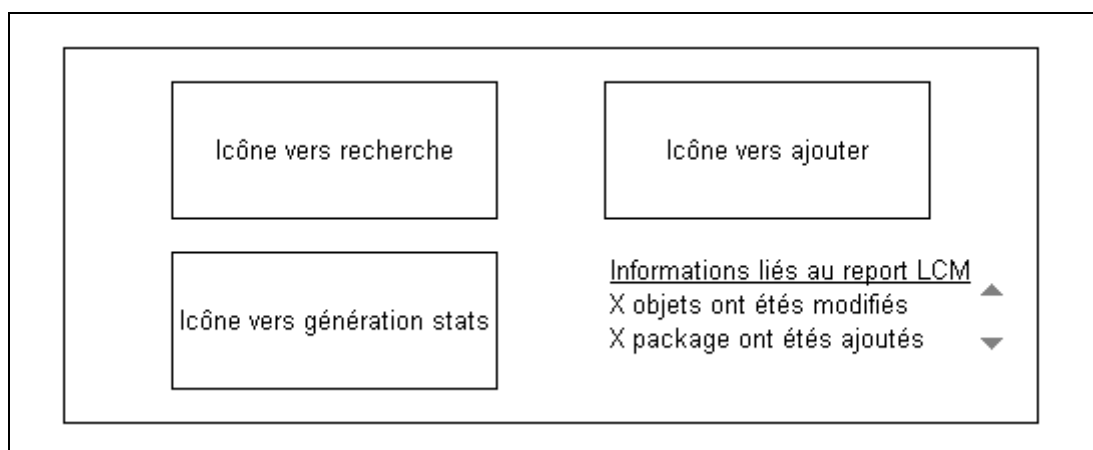 Icône vers recherche
Icône vers ajouter
Icône vers génération stats
Informations liés au report LCM
X objets ont étés modifiés
X package ont étés ajoutés